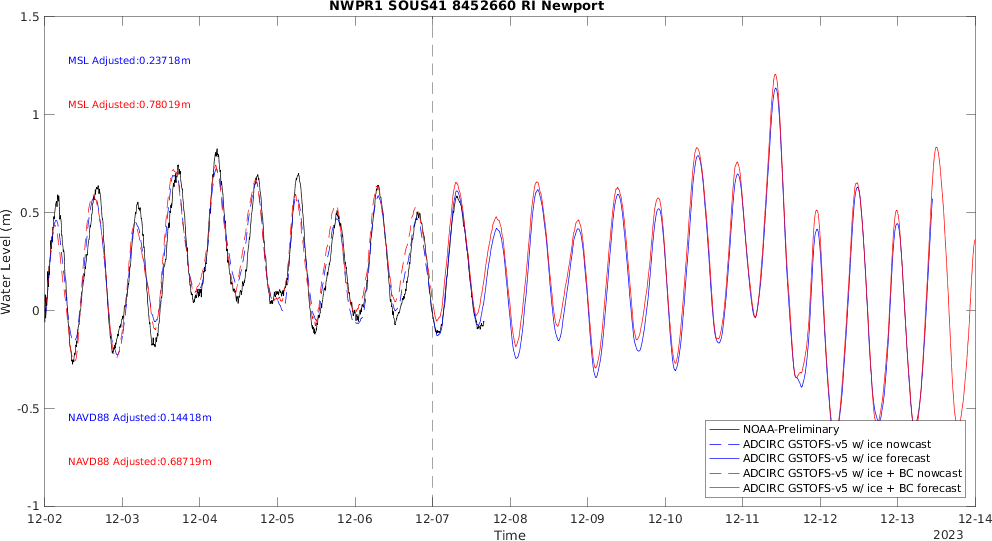 NWPR1 SOUS41 8452660 RI Newport
1.5
1
0.5
0
-0.5
-1
Water Level (m)
MSL Adjusted:0.23718m
MSL Adjusted:0.78019m
NAVD88 Adjusted:0.14418m
NAVD88 Adjusted:0.68719m
NOAA-Preliminary
ADCIRC GSTOFS-v5 w/ ice nowcast
ADCIRC GSTOFS-v5 w/ ice forecast
ADCIRC GSTOFS-v5 w/ ice + BC nowcast
ADCIRC GSTOFS-v5 w/ ice + BC forecast
12-02 12-03 12-04 12-05 12-06 12-07 12-08 12-09 12-10 12-11 12-12 12-13 12-14
Time
2023